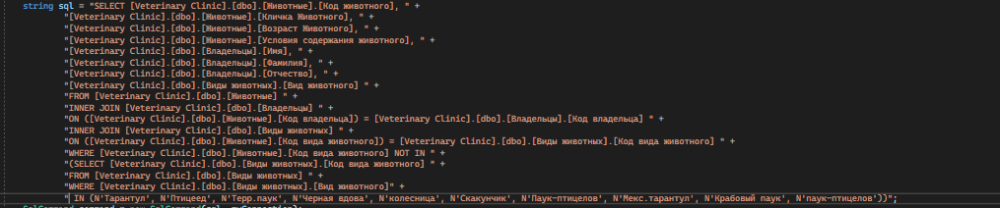 string sql = "SELECT [Veterinary Clinic].[dbo].[Животные].[Код животного], " +
"[Veterinary Clinic].[dbo].[Животные].[Кличка Животного], " +
"[Veterinary Clinic].[dbo].[Животные].[Возраст Животного], " +
"[Veterinary Clinic].[dbo].[Животные].[Условия содержания животного], " +
"[Veterinary Clinic].[dbo].[Владельцы].[Имя], " +
"[Veterinary Clinic].[dbo].[Владельцы].[Фамилия], " +
"[Veterinary Clinic].[dbo].[Владельцы].[Отчество], " +
"[Veterinary Clinic].[dbo].[Виды животных].[Вид животного] " +
"FROM [Veterinary Clinic].[dbo].[Животные] " +
"INNER JOIN [Veterinary Clinic].[dbo].[Владельцы] " +
"ON ([Veterinary Clinic].[dbo].[Животные].[Код владельца]) = [Veterinary Clinic].[dbo].[Владельцы].[Код владельца] " +
"INNER JOIN [Veterinary Clinic].[dbo].[Виды животных] " +
"ON ([Veterinary Clinic].[dbo].[Животные].[Код вида животного]) = [Veterinary Clinic].[dbo].[Виды животных].[Код вида животного] " +
"WHERE [Veterinary Clinic].[dbo].[Животные].[Код вида животного] NOT IN " +
"(SELECT [Veterinary Clinic].[dbo].[Виды животных].[Код вида животного] " +
"FROM [Veterinary Clinic].[dbo].[Виды животных] " +
"WHERE [Veterinary Clinic].[dbo].[Виды животных].[Вид животного]" +
" IN (N'Тарантул', N'Птицеед', N'Терр.паук', N'Черная вдова', N'колесница', N'Скакунчик', N'Паук-птицелов', N'Мекс.тарантул', N'Крабовый паук', N'паук-птицелов'))";